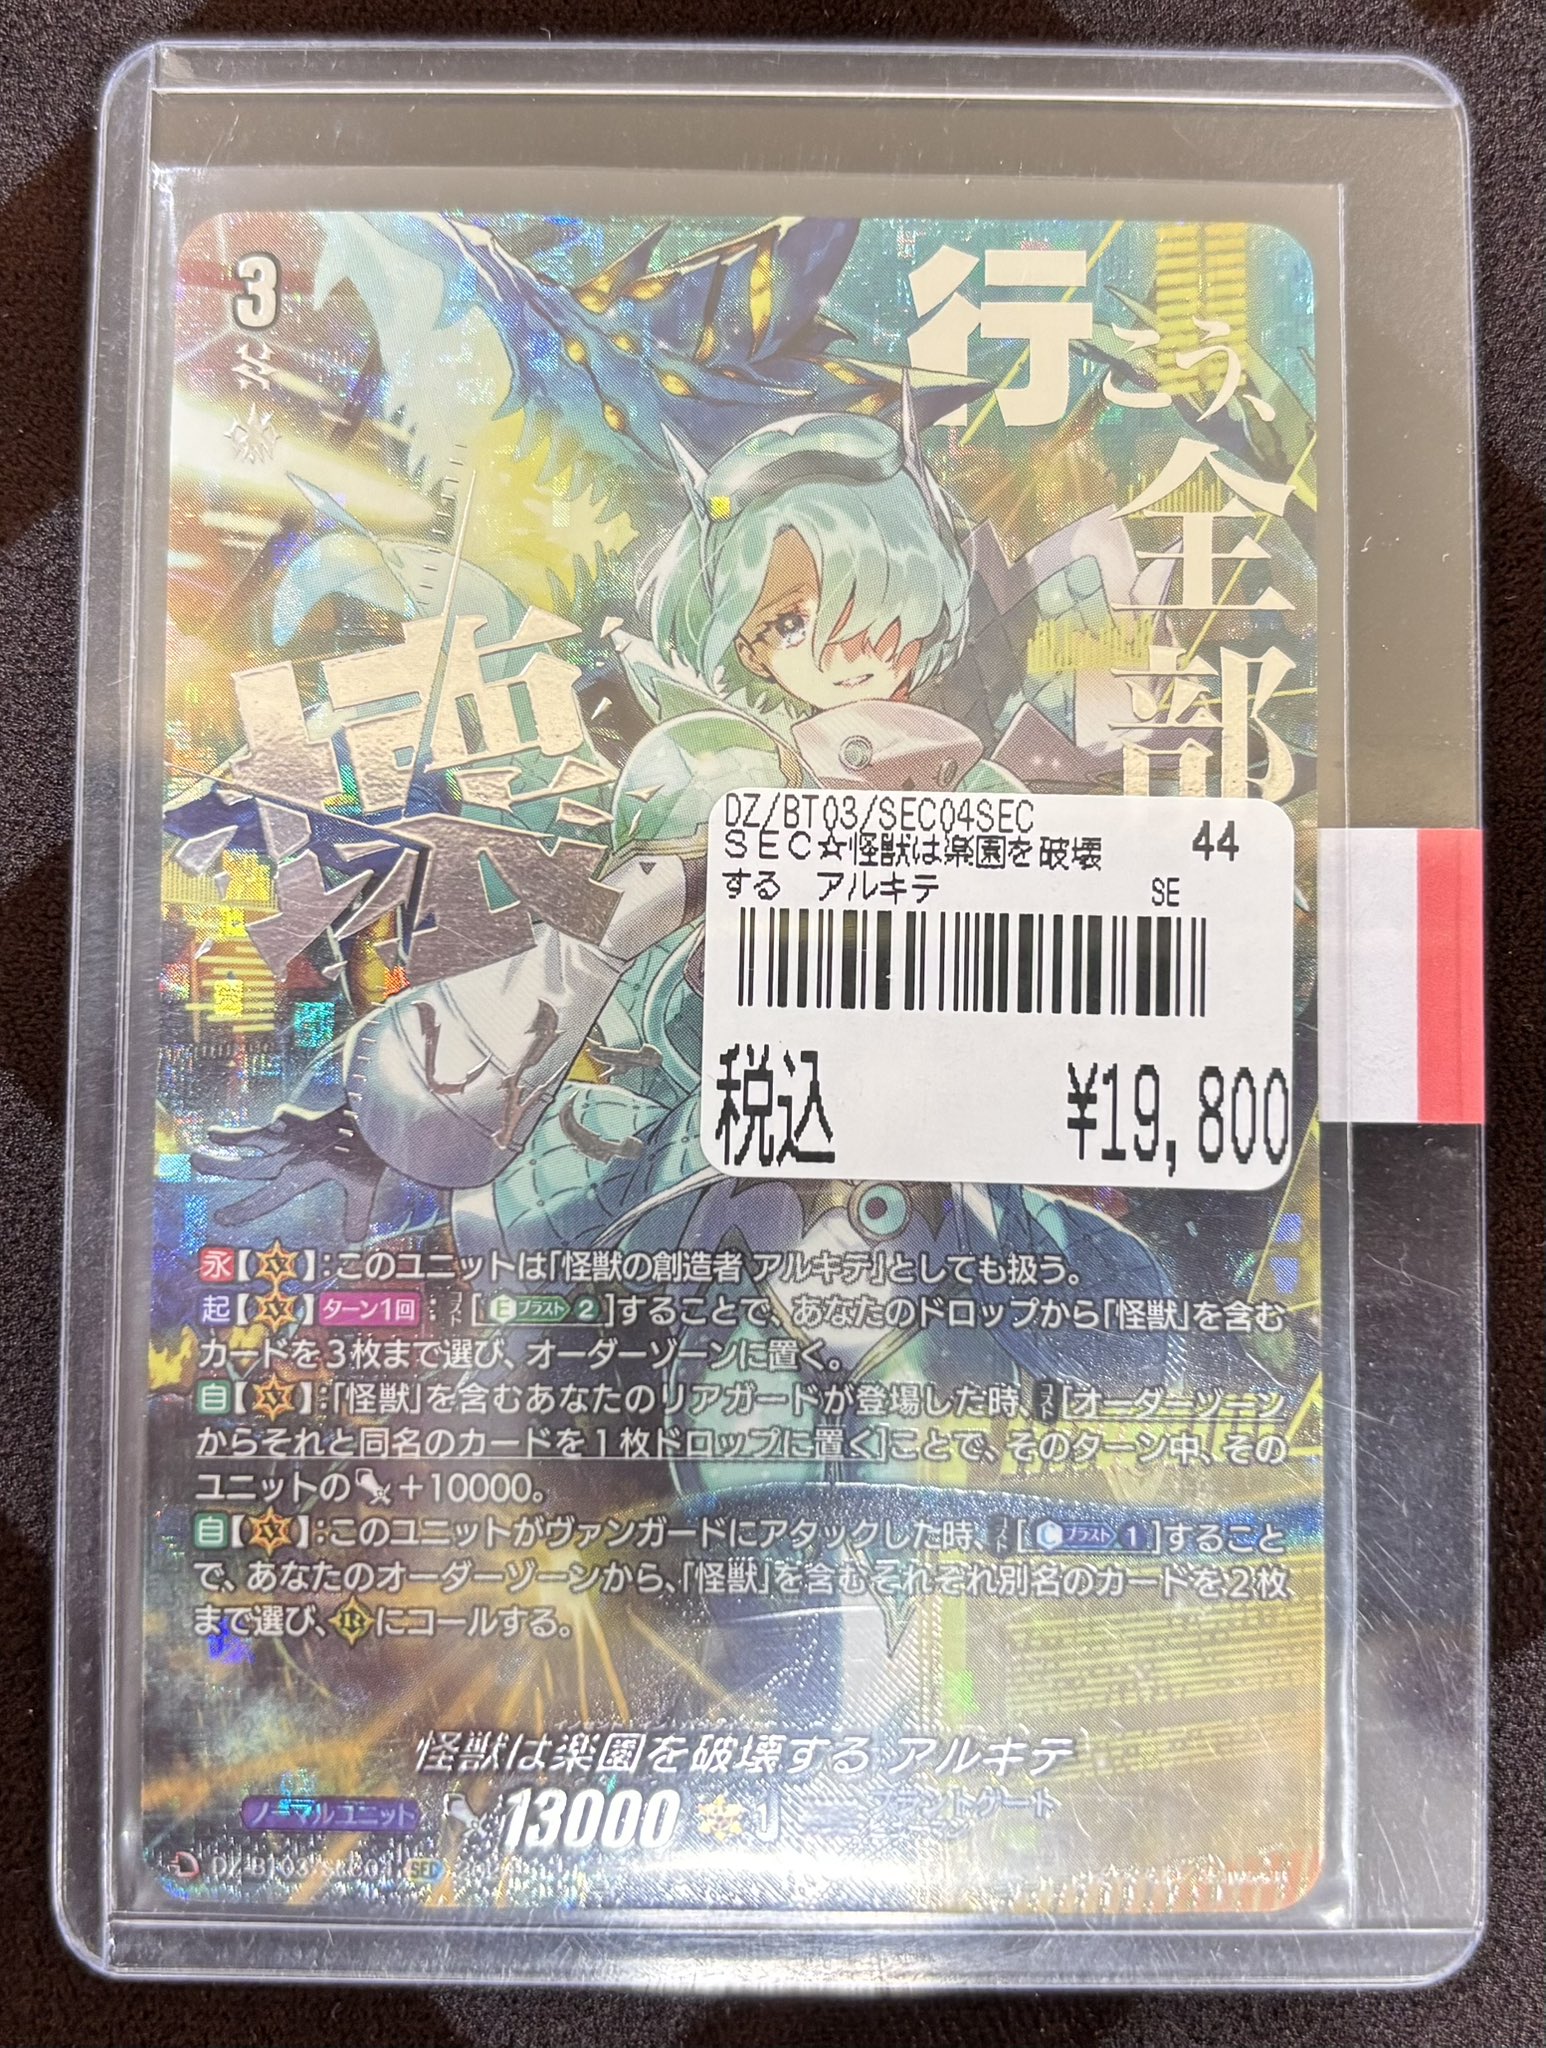 3
行こう、
全部
壊しに
DZ/BT03/SEC04SEC
44
SEC☆怪獣は楽園を破壊
する　アルキテ
SE
税込 ¥19,800
永【V】:このユニットは「怪獣の創造者 アルキテ」としても扱う。
起【V】ターン1回:コスト[Eブラスト2]することで、あなたのドロップから「怪獣」を含む
カードを3枚まで選び、オーダーゾーンに置く。
自【V】:「怪獣」を含むあなたのリアガードが登場した時、コスト[オーダーゾーン
からそれと同名のカードを1枚ドロップに置く]ことで、そのターン中、その
ユニットの+10000。
自【V】:このユニットがヴァンガードにアタックした時、コスト[Cブラスト1]すること
で、あなたのオーダーゾーンから、「怪獣」を含むそれぞれ別名のカードを2枚
まで選び、Rにコールする。
怪獣は楽園を破壊する アルキテ
ノーマルユニット 13000 1 ブラントゲート
D DZ-BT03/SEC04 SEC